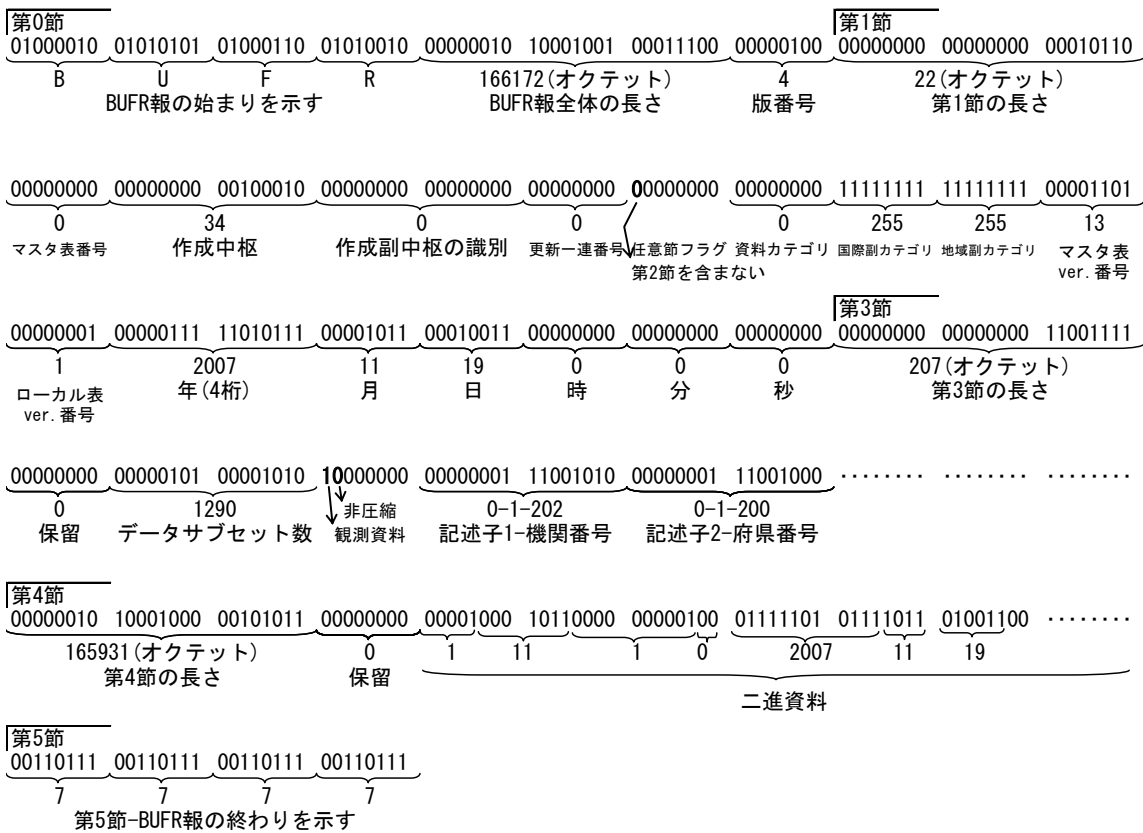 第0節 第1節
01000010 01010101 01000110 01010010 00000010 10001001 00011100 00000100 00000000 00000000 00010110
B U F R 166172(オクテット) 4 22(オクテット)
BUFR報の始まりを示す BUFR報全体の長さ 版番号 第1節の長さ
00000000 00000000 00100010 00000000 00000000 00000000 00000000 00000000 11111111 11111111 00001101
0 34 0 0 0 255 255 13
マスタ表番号 作成中枢 作成副中枢の識別 更新一連番号 任意節フラグ 資料カテゴリ 国際副カテゴリ 地域副カテゴリ マスタ表
第2節を含まない ver.番号
第3節
00000001 00000111 11010111 00001011 00010011 00000000 00000000 00000000 00000000 00000000 11001111
1 2007 11 19 0 0 0 207(オクテット)
ローカル表 年(4桁) 月 日 時 分 秒 第3節の長さ
ver.番号
00000000 00000101 00001010 10000000 00000001 11001010 00000001 11001000 ········ ········ ········
0 1290 非圧縮 0-1-202 0-1-200
保留 データサブセット数 観測資料 記述子1-機関番号 記述子2-府県番号
第4節
00000010 10001000 00101011 00000000 00001000 10110000 00000100 01111101 01111011 01001100 ········
165931(オクテット) 0 1 11 1 0 2007 11 19
第4節の長さ 保留
二進資料
第5節
00110111 00110111 00110111 00110111
7 7 7 7
第5節-BUFR報の終わりを示す